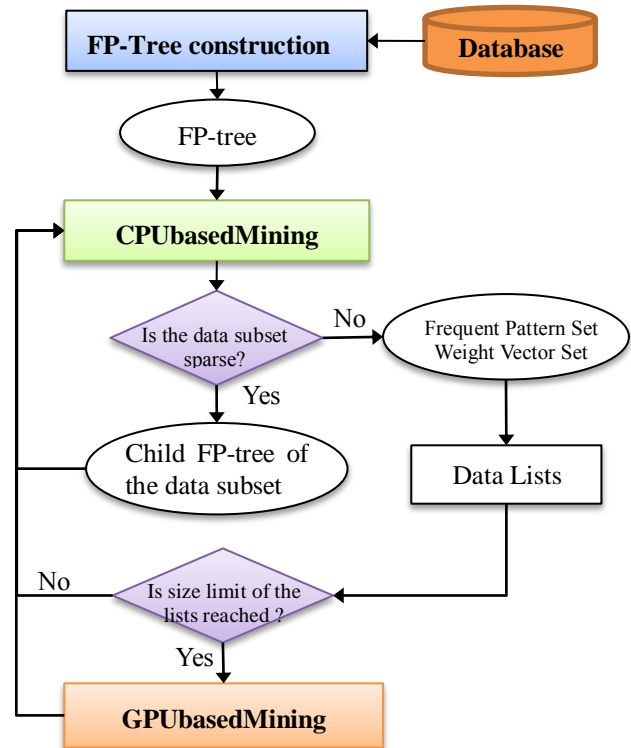 FP-Tree construction
Database
FP-tree
CPUbasedMining
Is the data subset
sparse?
No
Frequent Pattern Set
Weight Vector Set
Yes
Child FP-tree of
the data subset
Data Lists
No
Is size limit of the
lists reached ?
Yes
GPUbasedMining